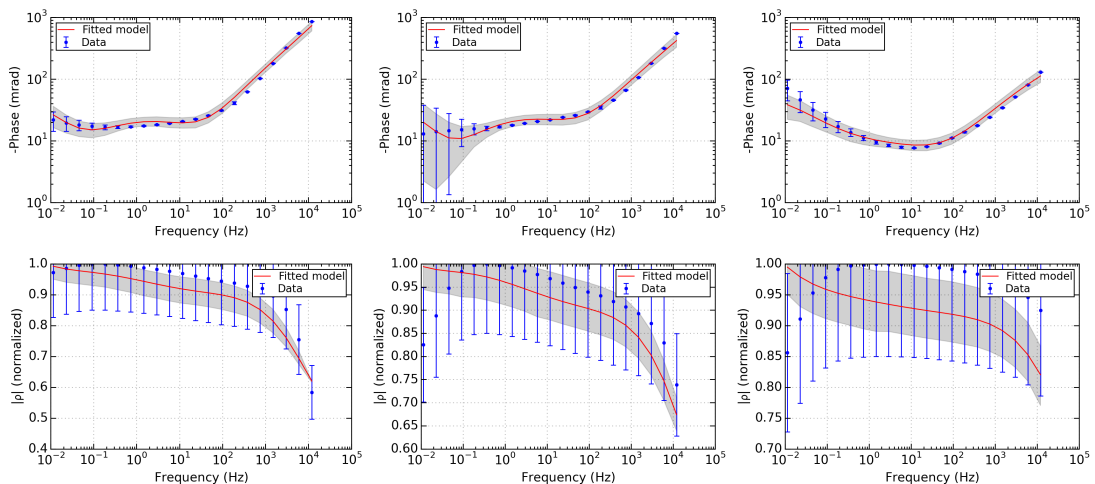 Fitted model
Data
-Phase (mrad)
10³
10²
10¹
10⁰
10⁻² 10⁻¹ 10⁰ 10¹ 10² 10³ 10⁴ 10⁵
Frequency (Hz)
Fitted model
Data
-Phase (mrad)
10³
10²
10¹
10⁰
10⁻² 10⁻¹ 10⁰ 10¹ 10² 10³ 10⁴ 10⁵
Frequency (Hz)
Fitted model
Data
-Phase (mrad)
10³
10²
10¹
10⁰
10⁻² 10⁻¹ 10⁰ 10¹ 10² 10³ 10⁴ 10⁵
Frequency (Hz)
Fitted model
Data
|ρ| (normalized)
1.0
0.9
0.8
0.7
0.6
0.5
0.4
10⁻² 10⁻¹ 10⁰ 10¹ 10² 10³ 10⁴ 10⁵
Frequency (Hz)
Fitted model
Data
|ρ| (normalized)
1.00
0.95
0.90
0.85
0.80
0.75
0.70
0.65
0.60
10⁻² 10⁻¹ 10⁰ 10¹ 10² 10³ 10⁴ 10⁵
Frequency (Hz)
Fitted model
Data
|ρ| (normalized)
1.00
0.95
0.90
0.85
0.80
0.75
0.70
10⁻² 10⁻¹ 10⁰ 10¹ 10² 10³ 10⁴ 10⁵
Frequency (Hz)